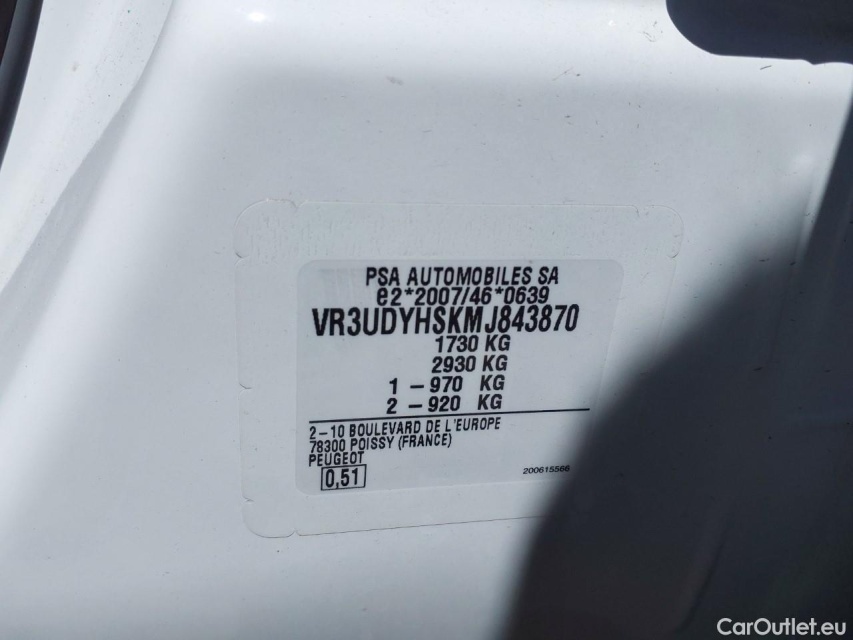 PSA AUTOMOBILES SA
e2*2007/46*0639
VR3UDYHSKMJ843870
1730 KG
2930 KG
1 – 970 KG
2 – 920 KG
2–10 BOULEVARD DE L'EUROPE
78300 POISSY (FRANCE)
PEUGEOT
0,51
200615566
CarOutlet.eu